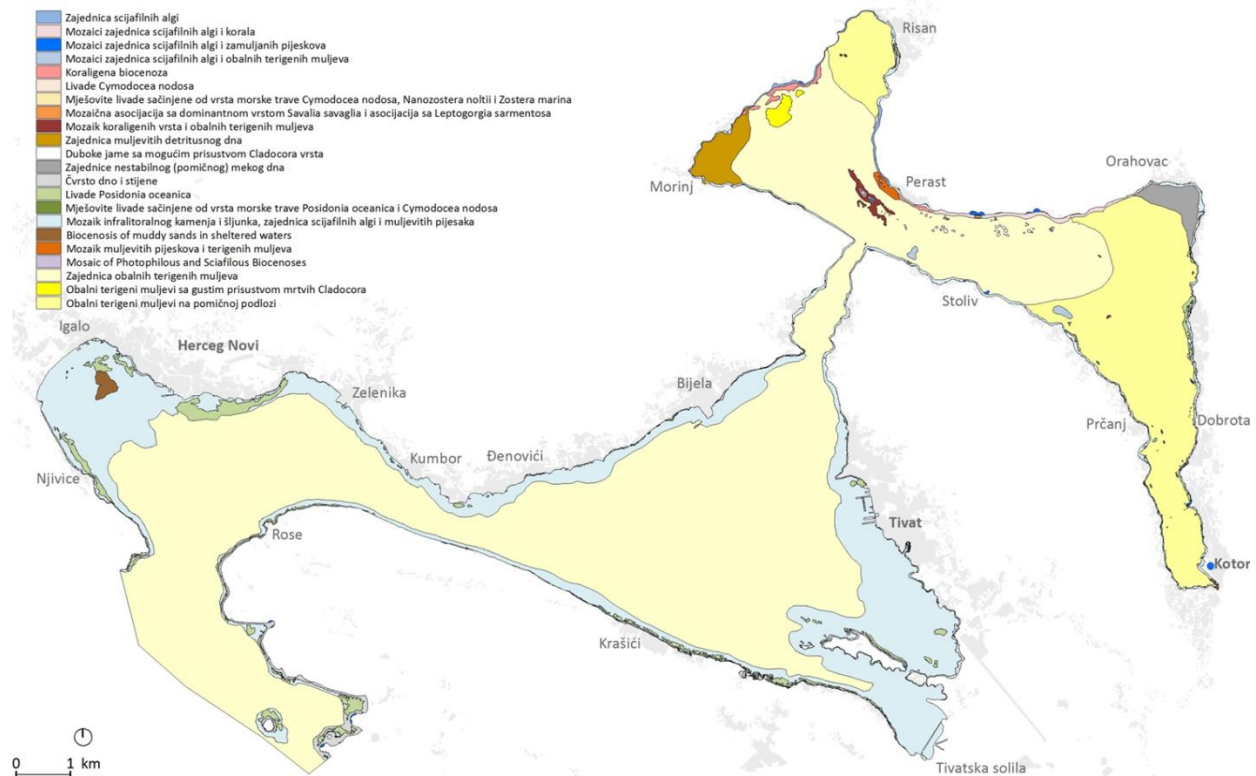 Zajednica scijafilnih algi
Mozaici zajednica scijafilnih algi i korala
Mozaici zajednica scijafilnih algi i zamuljanih pijeskova
Mozaici zajednica scijafilnih algi i obalnih terigenih muljeva
Koraligena biocenoza
Livade Cymodocea nodosa
Mješovite livade sačinjene od vrsta morske trave Cymodocea nodosa, Nanozostera noltii i Zostera marina
Mozaična asocijacija sa dominantnom vrstom Savalia savaglia i asocijacija sa Leptogorgia sarmentosa
Mozaik koraligenih vrsta i obalnih terigenih muljeva
Zajednica muljevitih detritusnog dna
Duboke jame sa mogućim prisustvom Cladocora vrsta
Zajednice nestabilnog (pomičnog) mekog dna
Čvrsto dno i stijene
Livade Posidonia oceanica
Mješovite livade sačinjene od vrsta morske trave Posidonia oceanica i Cymodocea nodosa
Mozaik infralitoralnog kamenja i šljunka, zajednica scijafilnih algi i muljevitih pijesaka
Biocenosis of muddy sands in sheltered waters
Mozaik muljevitih pijeskova i terigenih muljeva
Mosaic of Photophilous and Sciafilous Biocenoses
Zajednica obalnih terigenih muljeva
Obalni terigeni muljevi sa gustim prisustvom mrtvih Cladocora
Obalni terigeni muljevi na pomičnoj podlozi
Risan
Orahovac
Morinj
Perast
Stoliv
Igalo
Herceg Novi
Zelenika
Bijela
Prčanj
Dobrota
Kumbor
Đenovići
Njivice
Tivat
Rose
Kotor
Krašići
Tivatska solila
0 1 km